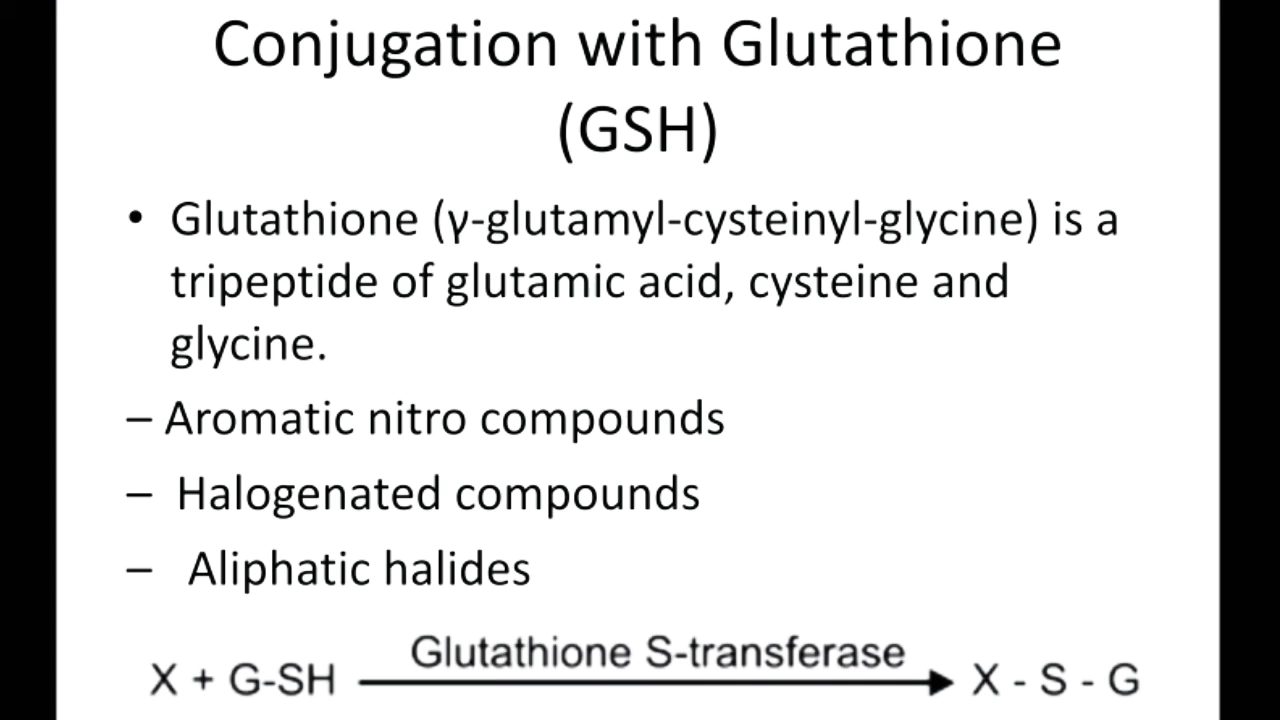 Conjugation with Glutathione
(GSH)
• Glutathione (γ-glutamyl-cysteinyl-glycine) is a
tripeptide of glutamic acid, cysteine and
glycine.
– Aromatic nitro compounds
– Halogenated compounds
– Aliphatic halides
Glutathione S-transferase
X + G-SH → X - S - G